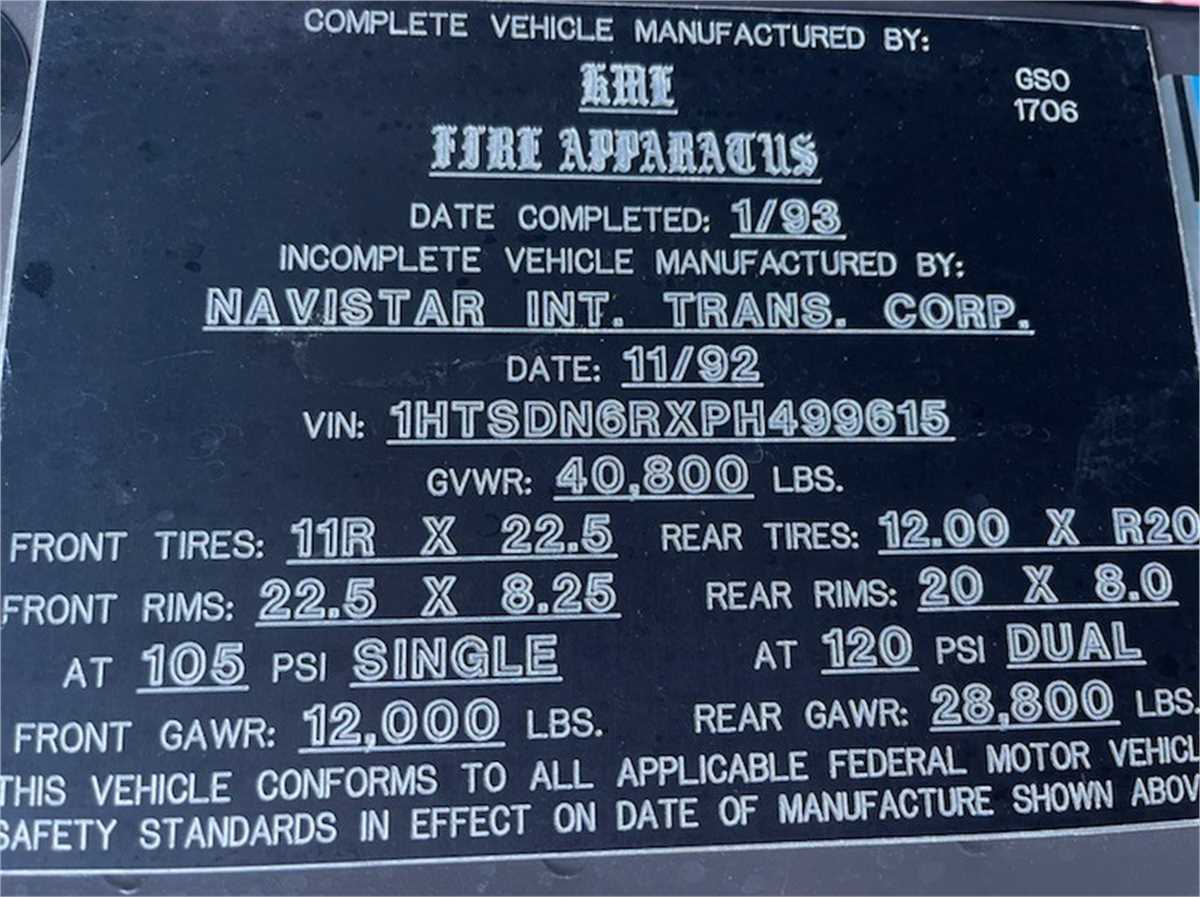 COMPLETE VEHICLE MANUFACTURED BY:
KME
GSO
1706
FIRE APPARATUS
DATE COMPLETED: 1/93
INCOMPLETE VEHICLE MANUFACTURED BY:
NAVISTAR INT. TRANS. CORP.
DATE: 11/92
VIN: 1HTSDN6RXPH499615
GVWR: 40,800 LBS.
FRONT TIRES: 11R X 22.5 REAR TIRES: 12.00 X R20
FRONT RIMS: 22.5 X 8.25 REAR RIMS: 20 X 8.0
AT 105 PSI SINGLE AT 120 PSI DUAL
FRONT GAWR: 12,000 LBS. REAR GAWR: 28,800 LBS.
THIS VEHICLE CONFORMS TO ALL APPLICABLE FEDERAL MOTOR VEHICL
SAFETY STANDARDS IN EFFECT ON DATE OF MANUFACTURE SHOWN ABOV